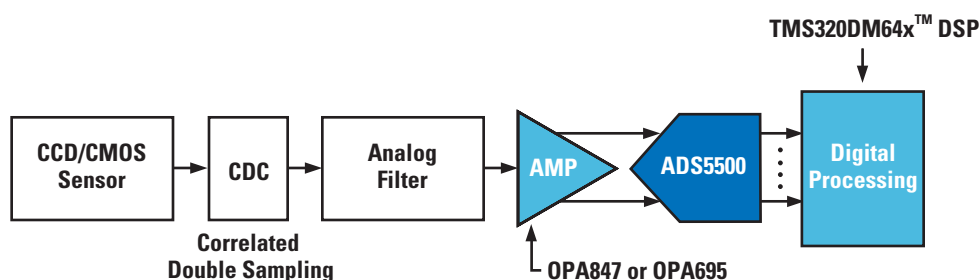 TMS320DM64x™ DSP
CCD/CMOS
Sensor
CDC
Analog
Filter
AMP
ADS5500
Digital
Processing
Correlated
Double Sampling
OPA847 or OPA695